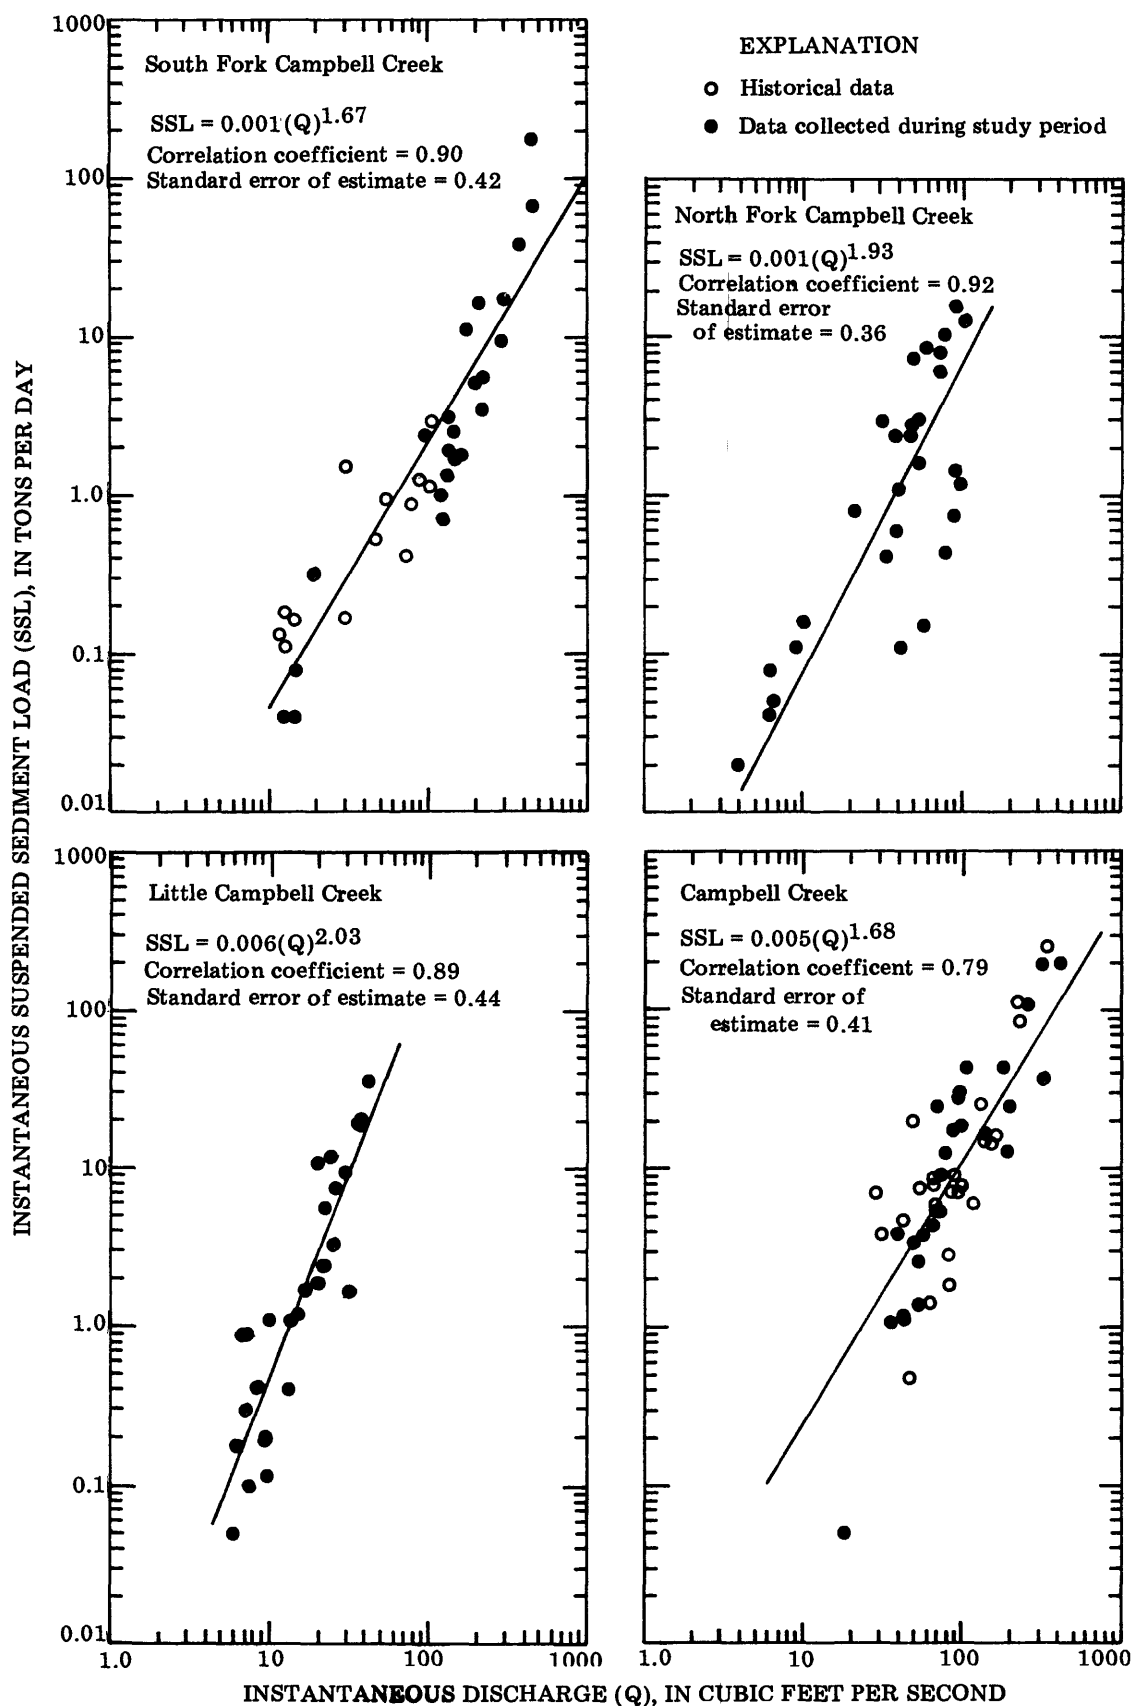 EXPLANATION
Historical data
Data collected during study period
INSTANTANEOUS SUSPENDED SEDIMENT LOAD (SSL), IN TONS PER DAY
1000
100
10
1.0
0.1
0.01
South Fork Campbell Creek
SSL = 0.001(Q)1.67
Correlation coefficient = 0.90
Standard error of estimate = 0.42
North Fork Campbell Creek
SSL = 0.001(Q)1.93
Correlation coefficient = 0.92
Standard error
of estimate = 0.36
1000
100
10
1.0
0.1
0.01
Little Campbell Creek
SSL = 0.006(Q)2.03
Correlation coefficient = 0.89
Standard error of estimate = 0.44
Campbell Creek
SSL = 0.005(Q)1.68
Correlation coefficent = 0.79
Standard error of
estimate = 0.41
1.0 10 100 1000
1.0 10 100 1000
INSTANTANEOUS DISCHARGE (Q), IN CUBIC FEET PER SECOND